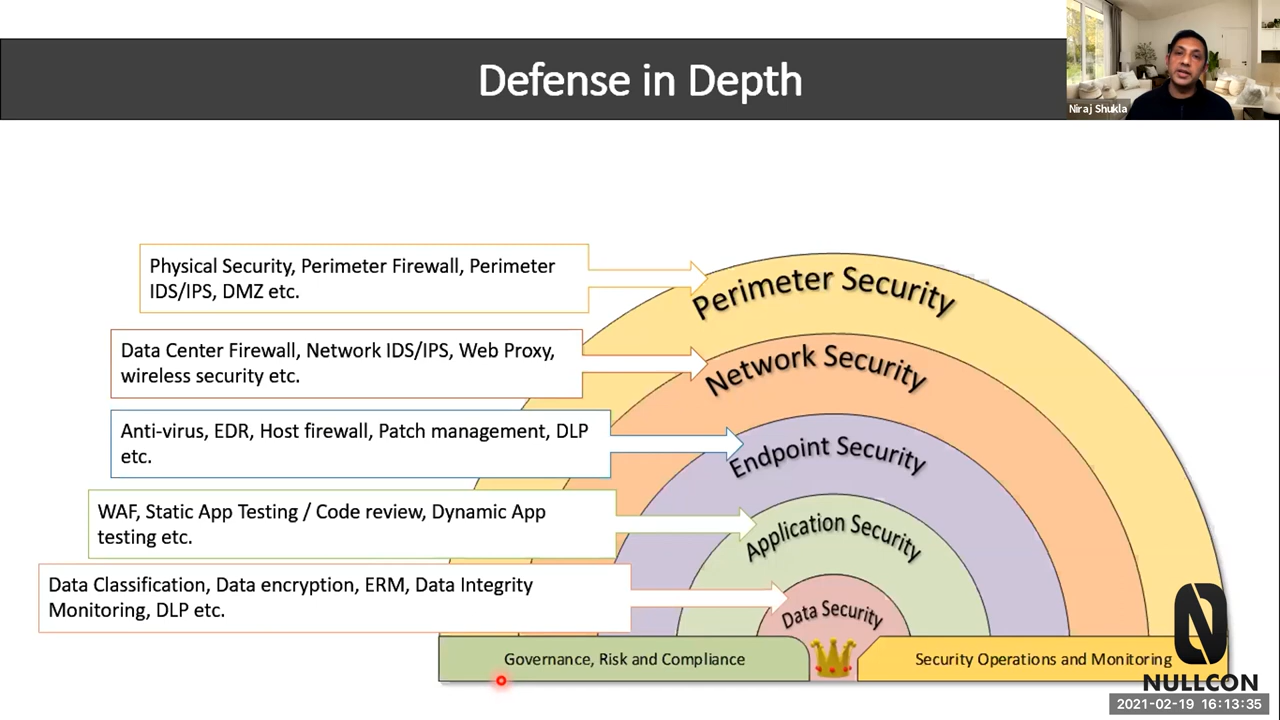 Defense in Depth
Niraj Shukla
Physical Security, Perimeter Firewall, Perimeter
IDS/IPS, DMZ etc.
Perimeter Security
Data Center Firewall, Network IDS/IPS, Web Proxy,
wireless security etc.
Network Security
Anti-virus, EDR, Host firewall, Patch management, DLP
etc.
Endpoint Security
WAF, Static App Testing / Code review, Dynamic App
testing etc.
Application Security
Data Classification, Data encryption, ERM, Data Integrity
Monitoring, DLP etc.
Data Security
Governance, Risk and Compliance
Security Operations and Monitoring
NULLCON
2021-02-19 16:13:35